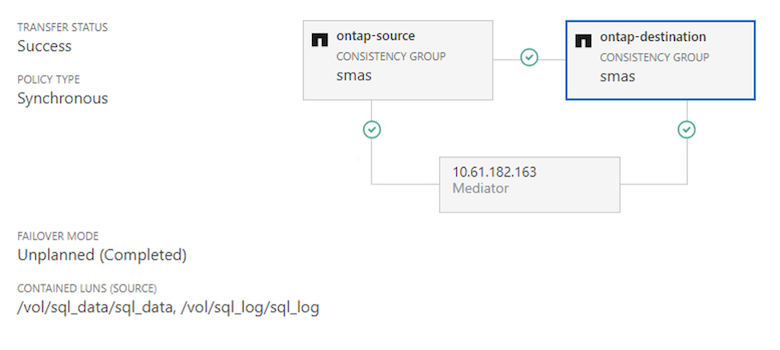 TRANSFER STATUS
Success
POLICY TYPE
Synchronous
ontap-source
CONSISTENCY GROUP
smas
ontap-destination
CONSISTENCY GROUP
smas
10.61.182.163
Mediator
FAILOVER MODE
Unplanned (Completed)
CONTAINED LUNS (SOURCE)
/vol/sql_data/sql_data, /vol/sql_log/sql_log